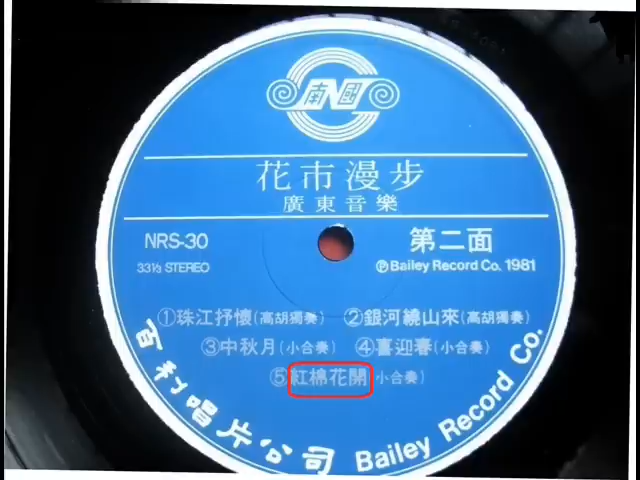 南國
花市漫步
廣東音樂
NRS-30
33⅓ STEREO
第二面
Ⓟ Bailey Record Co. 1981
①珠江抒懷(高胡獨奏) ②銀河繞山來(高胡獨奏)
③中秋月(小合奏) ④喜迎春(小合奏)
⑤紅棉花開(小合奏)
百利唱片公司 Bailey Record Co.